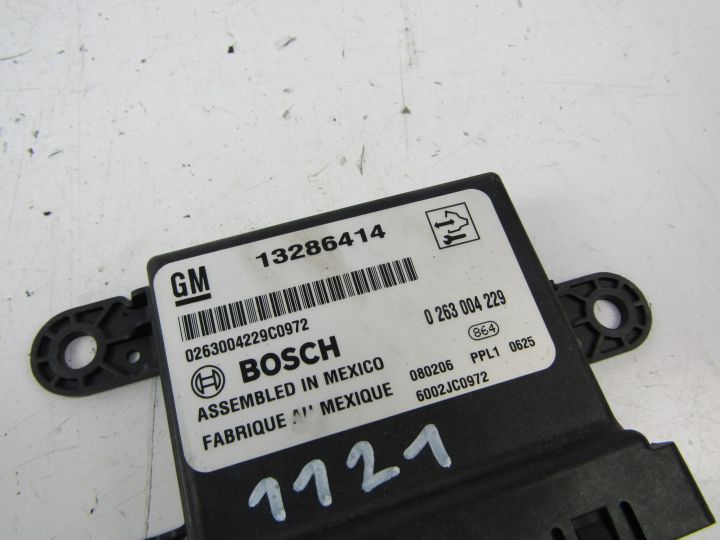 GM 13286414
0263004229C0972
0 263 004 229
BOSCH
864
ASSEMBLED IN MEXICO
080206 PPL1 0625
FABRIQUE AU MEXIQUE
6002JC0972
1121